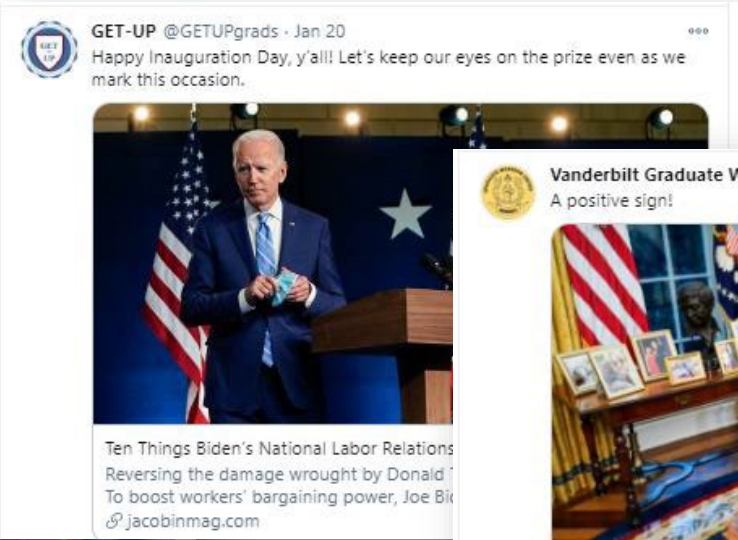 GET-UP @GETUPgrads · Jan 20
Happy Inauguration Day, y'all! Let's keep our eyes on the prize even as we
mark this occasion.
GET
UP
Ten Things Biden's National Labor Relations
Reversing the damage wrought by Donald
To boost workers' bargaining power, Joe
jacobinmag.com
Vanderbilt Graduate
A positive sign!